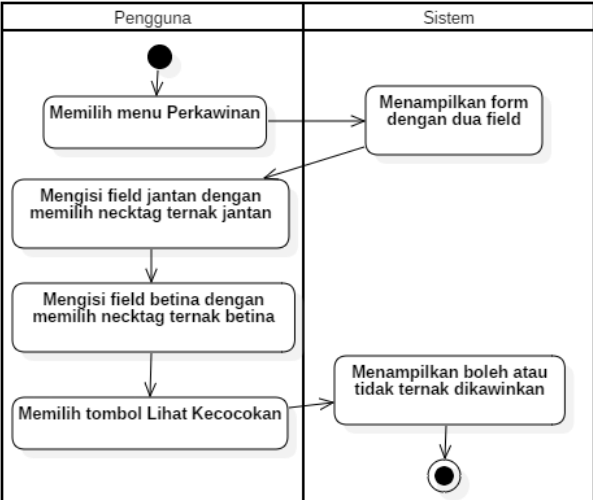 Pengguna
Sistem
Memilih menu Perkawinan
Menampilkan form
dengan dua field
Mengisi field jantan dengan
memilih necktag ternak jantan
Mengisi field betina dengan
memilih necktag ternak betina
Memilih tombol Lihat Kecocokan
Menampilkan boleh atau
tidak ternak dikawinkan